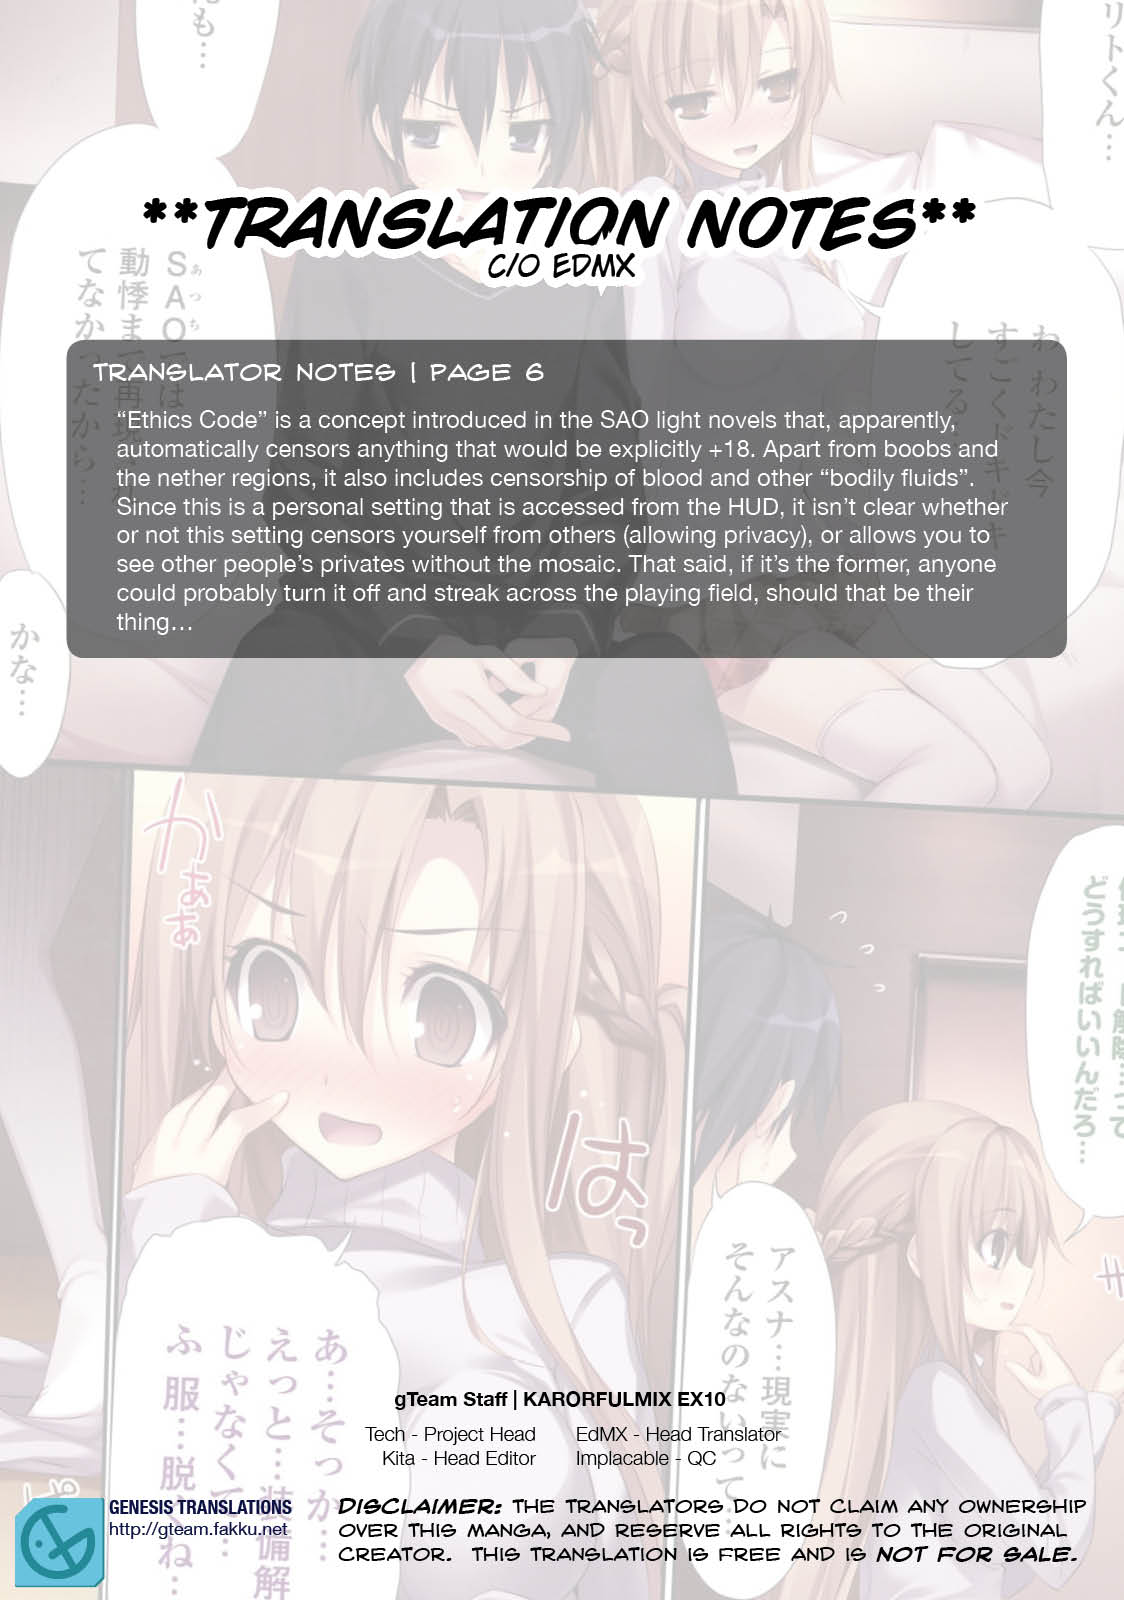 **TRANSLATION NOTES**
C/O EDMX
TRANSLATOR NOTES | PAGE 6
“Ethics Code” is a concept introduced in the SAO light novels that, apparently,
automatically censors anything that would be explicitly +18. Apart from boobs and
the nether regions, it also includes censorship of blood and other “bodily fluids”.
Since this is a personal setting that is accessed from the HUD, it isn’t clear whether
or not this setting censors yourself from others (allowing privacy), or allows you to
see other people’s privates without the mosaic. That said, if it’s the former, anyone
could probably turn it off and streak across the playing field, should that be their
thing…
リトくん…
わ わたし今
すごくドキドキ
してる…
も…
SAOでは
あっち
動悸まで再現
てなかったから…
かな…
どうすればいいんだろ…
アスナ…現実に
そんなのないって…
かぁぁ
はっ
あ…そっか…
えっと…装備解
じゃなくて…
ふ 服…脱ぐね…
gTeam Staff | KARORFULMIX EX10
Tech - Project Head
EdMX - Head Translator
Kita - Head Editor
Implacable - QC
GENESIS TRANSLATIONS
http://gteam.fakku.net
DISCLAIMER: THE TRANSLATORS DO NOT CLAIM ANY OWNERSHIP
OVER THIS MANGA, AND RESERVE ALL RIGHTS TO THE ORIGINAL
CREATOR. THIS TRANSLATION IS FREE AND IS NOT FOR SALE.